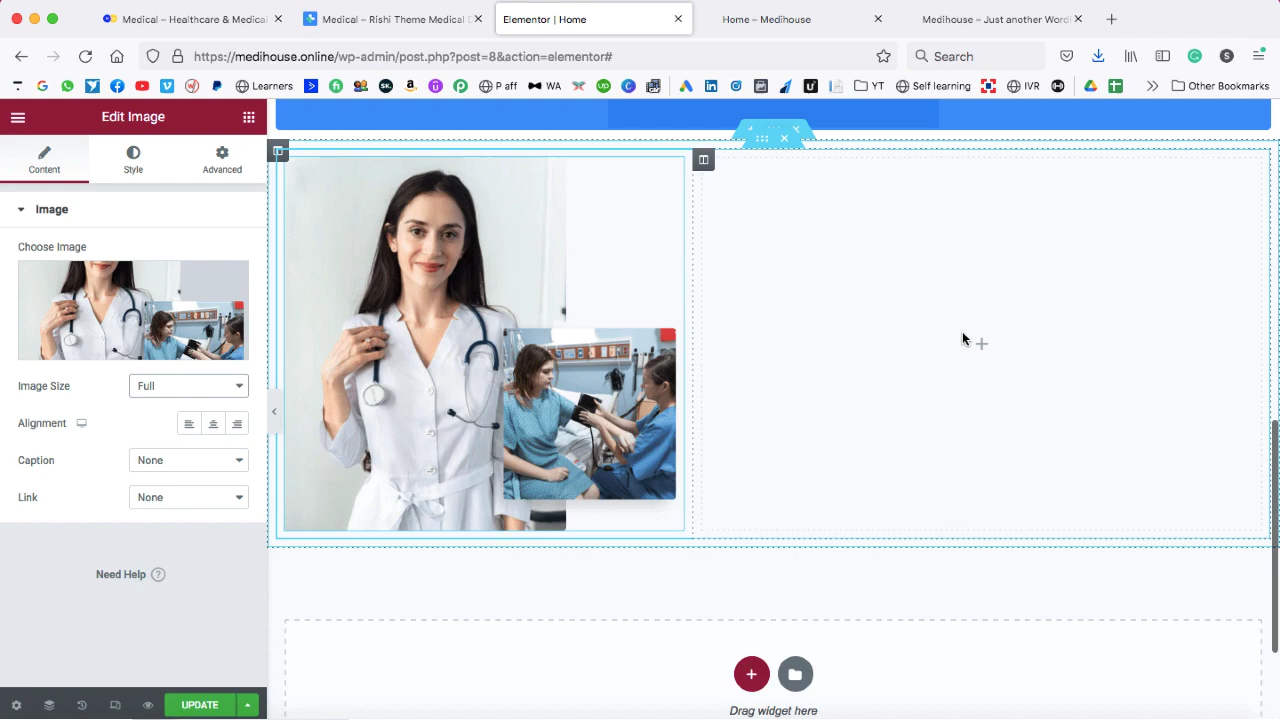 Medical – Healthcare & Medical
Medical – Rishi Theme Medical D
Elementor | Home
Home – Medihouse
Medihouse – Just another Word
https://medihouse.online/wp-admin/post.php?post=8&action=elementor#
Search
Learners
P aff
WA
YT
Self learning
IVR
Other Bookmarks
Edit Image
Content
Style
Advanced
Image
Choose Image
Image Size
Full
Alignment
Caption
None
Link
None
Need Help
UPDATE
Drag widget here